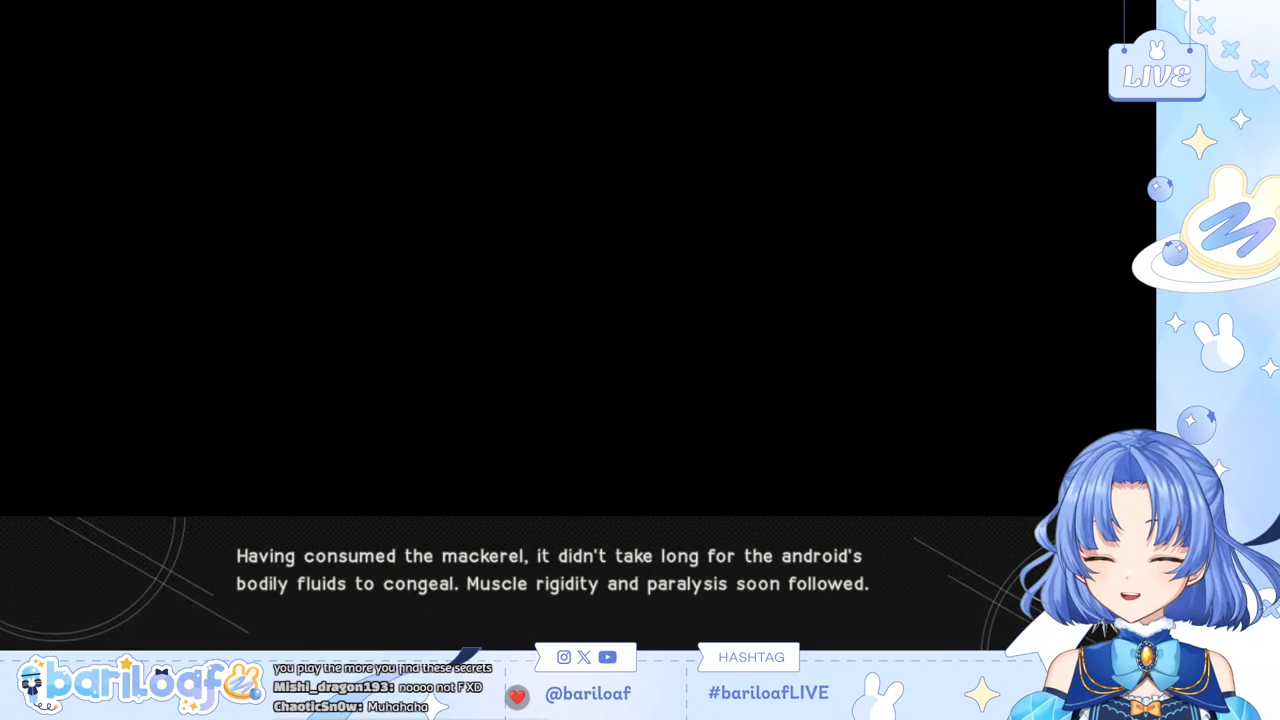 LIVE
Having consumed the mackerel, it didn't take long for the android's
bodily fluids to congeal. Muscle rigidity and paralysis soon followed.
bariloaf
you play the more you find these secrets
Mishi_dragon193: noooo not F XD
ChaoticSn0w: Muhahaha
HASHTAG
@bariloaf
#bariloafLIVE